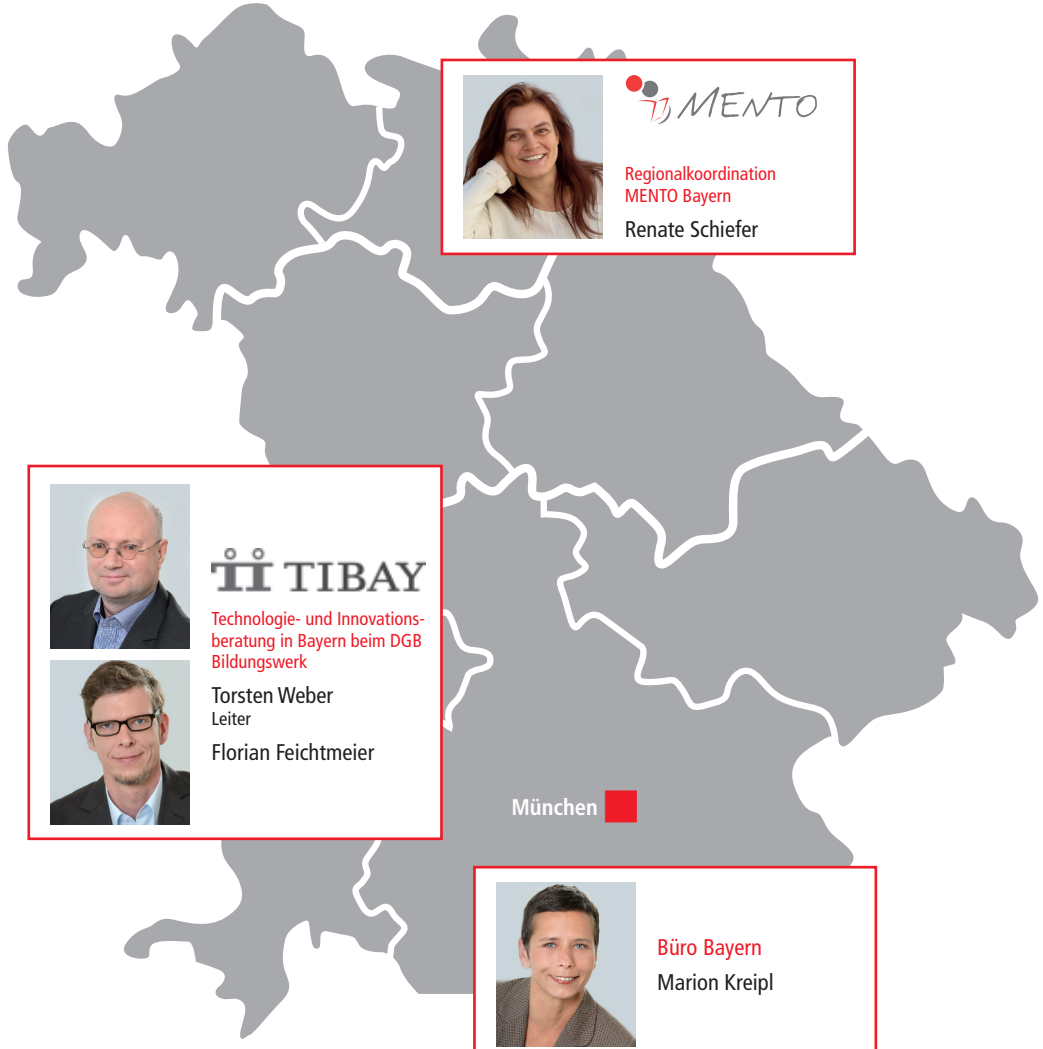 MENTO
Regionalkoordination
MENTO Bayern
Renate Schiefer
TIBAY
Technologie- und Innovations-
beratung in Bayern beim DGB
Bildungswerk
Torsten Weber
Leiter
Florian Feichtmeier
München
Büro Bayern
Marion Kreipl